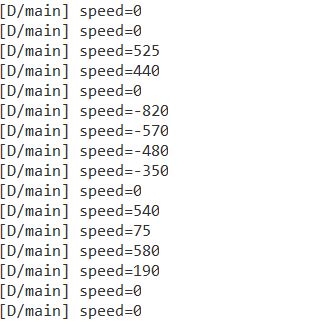 [D/main] speed=0
[D/main] speed=0
[D/main] speed=525
[D/main] speed=440
[D/main] speed=0
[D/main] speed=-820
[D/main] speed=-570
[D/main] speed=-480
[D/main] speed=-350
[D/main] speed=0
[D/main] speed=540
[D/main] speed=75
[D/main] speed=580
[D/main] speed=190
[D/main] speed=0
[D/main] speed=0